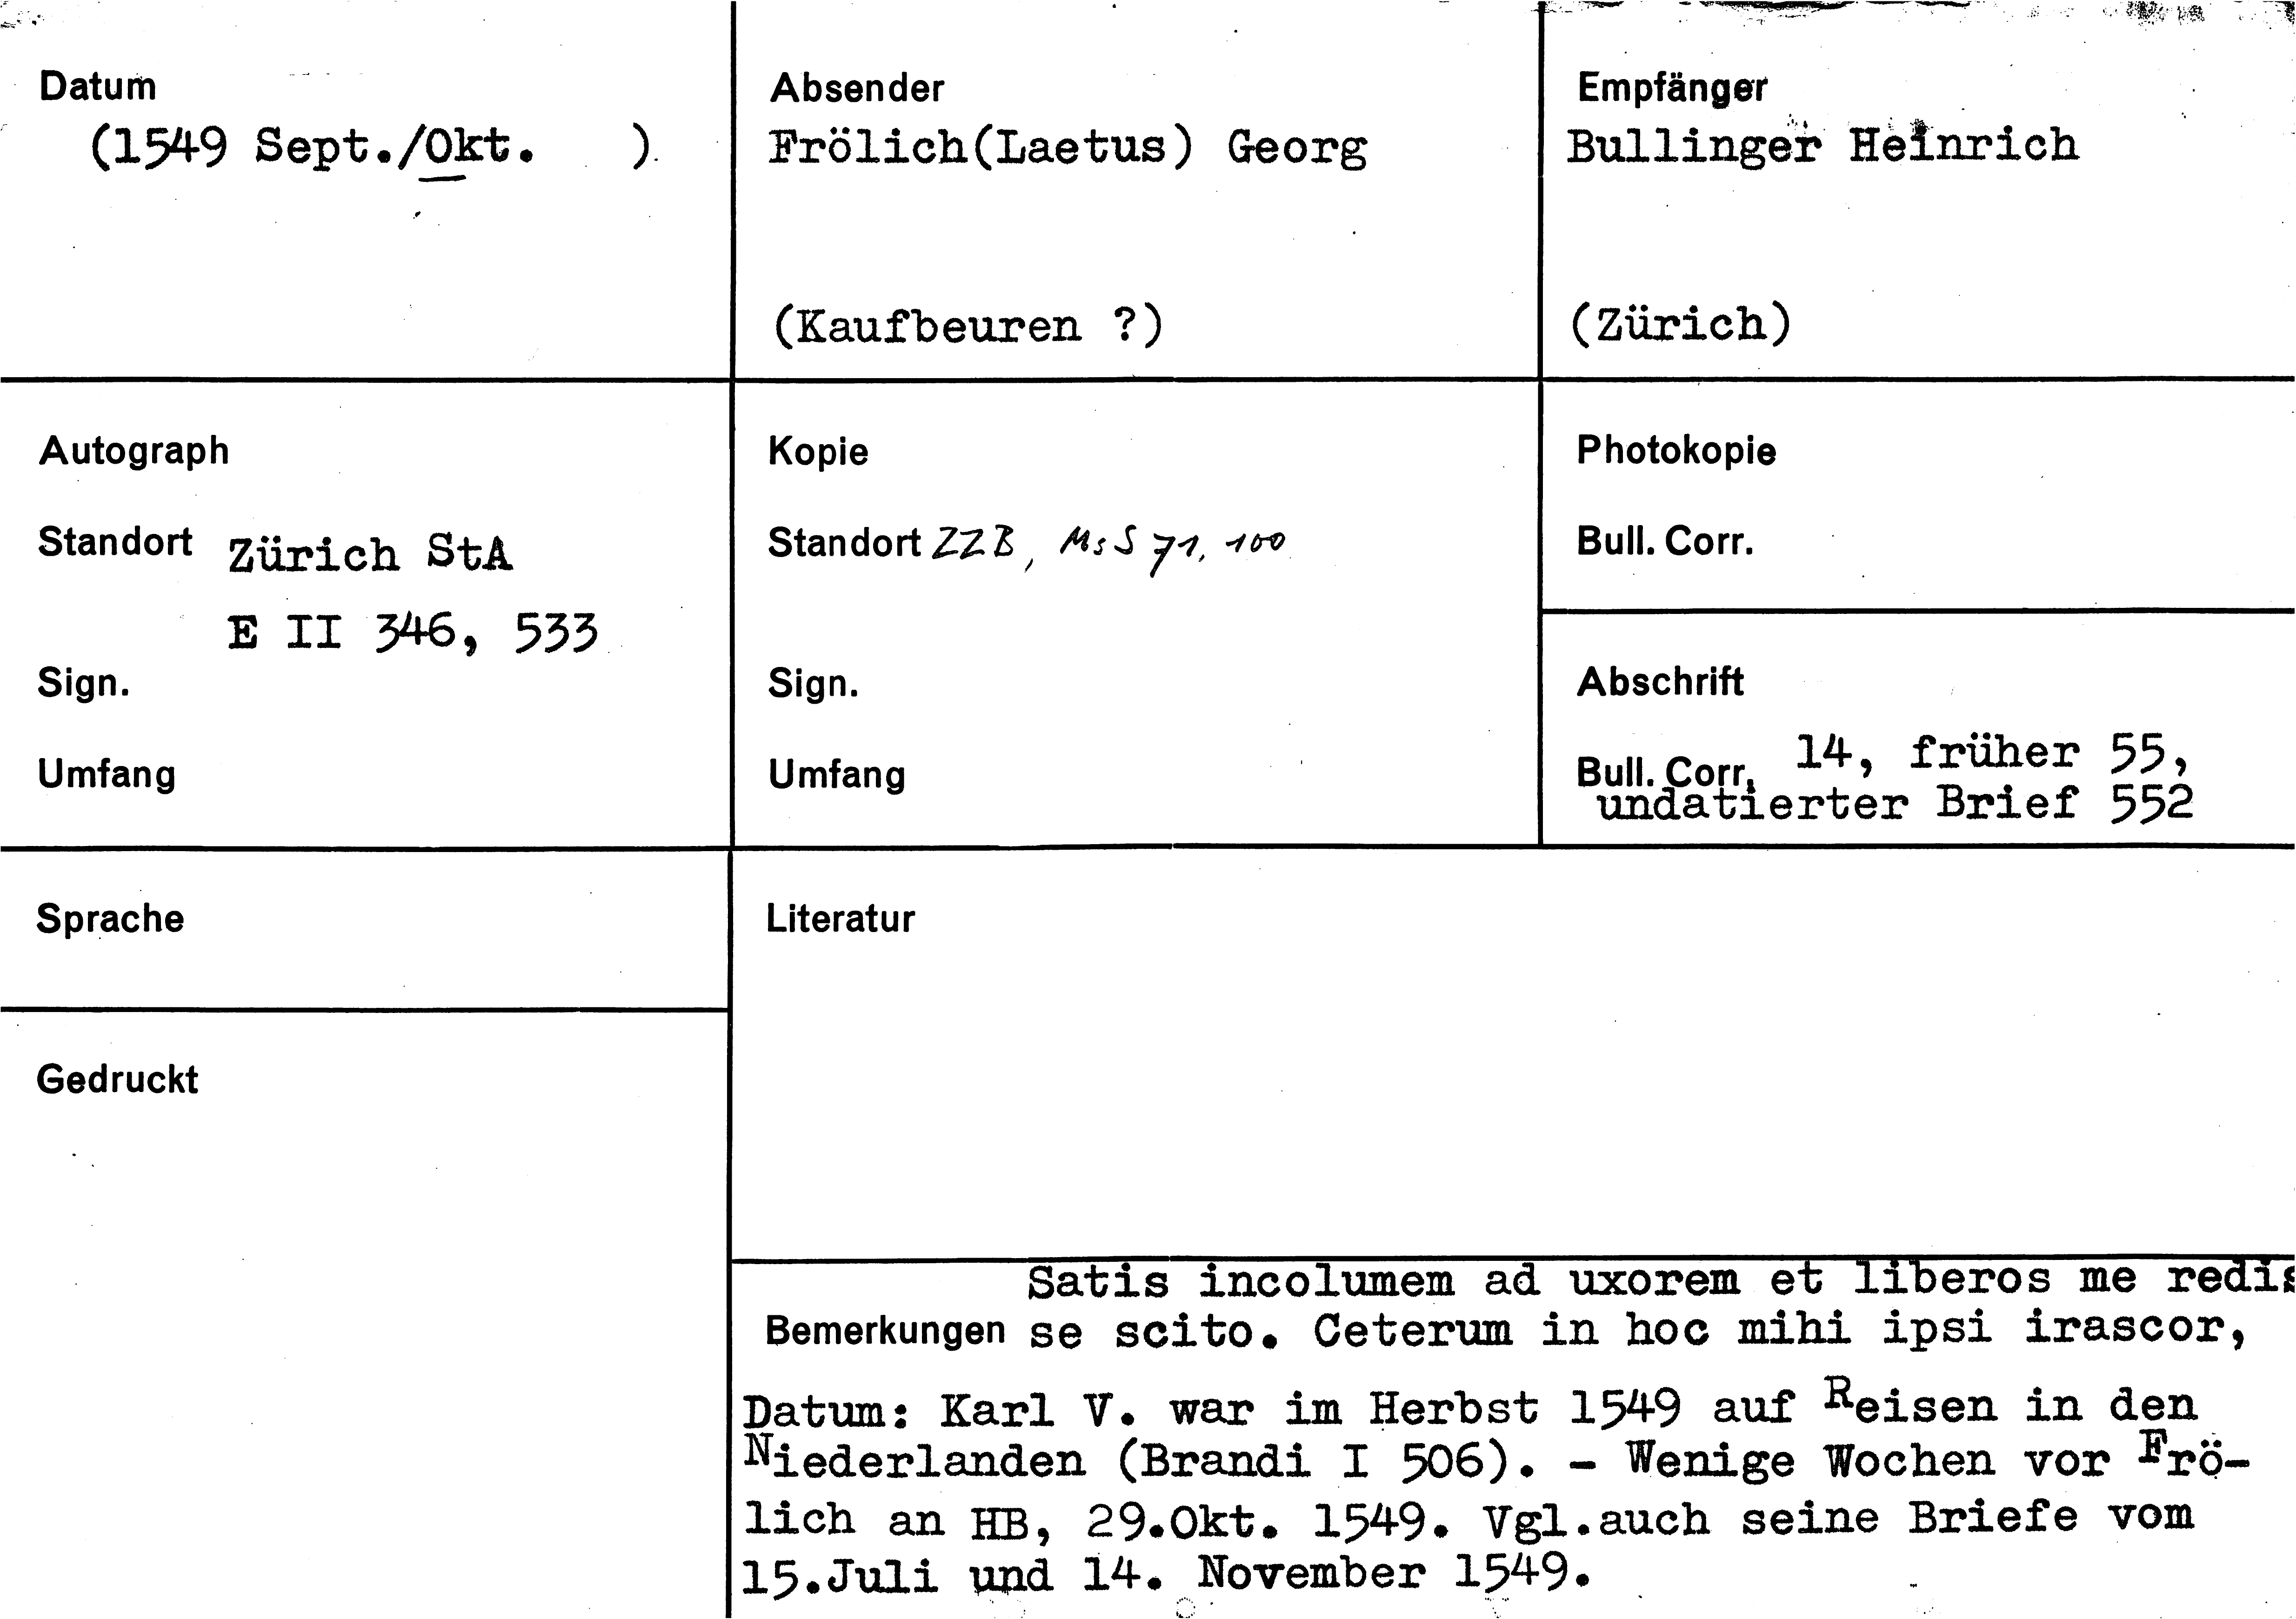 Datum
(1549 Sept./Okt. )
Absender
Frölich(Laetus) Georg
(Kaufbeuren ?)
Empfänger
Bullinger Heinrich
(Zürich)
Autograph
Standort Zürich StA
E II 346, 533
Sign.
Umfang
Kopie
Standort ZZB, Ms S 71, 100
Sign.
Umfang
Photokopie
Bull. Corr.
Abschrift
Bull. Corr. 14, früher 55,
undatierter Brief 552
Sprache
Gedruckt
Literatur
Satis incolumem ad uxorem et liberos me redis
Bemerkungen se scito. Ceterum in hoc mihi ipsi irascor,
Datum: Karl V. war im Herbst 1549 auf Reisen in den
Niederlanden (Brandi I 506). - Wenige Wochen vor Frö-
lich an HB, 29.Okt. 1549. Vgl.auch seine Briefe vom
15.Juli und 14. November 1549.